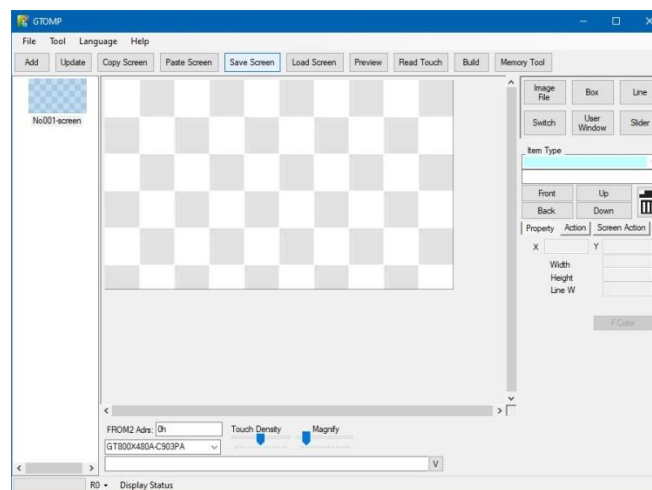 GTOMP
File Tool Language Help
Add Update Copy Screen Paste Screen Save Screen Load Screen Preview Read Touch Build Memory Tool
No001-screen
Image File Box Line
Switch User Window Slider
Item Type
Front Up
Back Down
Property Action Screen Action
X Y
Width
Height
Line W
F Color
FROM2 Adrs: 0h Touch Density Magnify
GT800X480A-C903PA
V
R0 Display Status